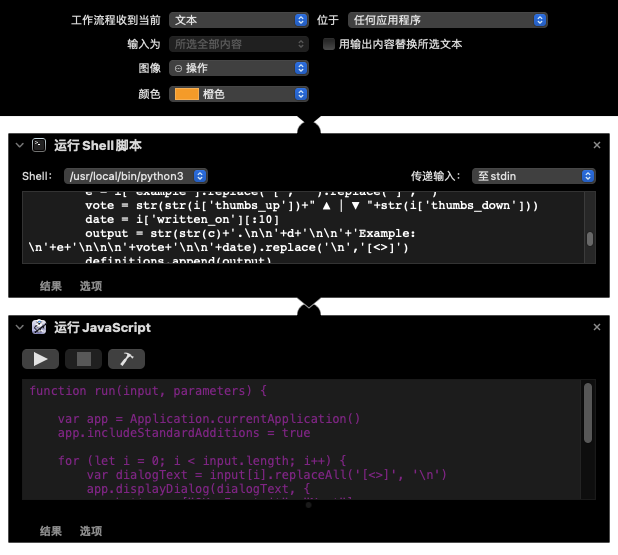 工作流程收到当前 文本 位于 任何应用程序
输入为 所选全部内容 用输出内容替换所选文本
图像 操作
颜色 橙色
运行 Shell 脚本
Shell： /usr/local/bin/python3 传递输入： 至 stdin
vote = str(str(i['thumbs_up'])+" ▲ | ▼ "+str(i['thumbs_down']))
date = i['written_on'][:10]
output = str(str(c)+'.\n\n'+d+'\n\n'+'Example:
\n'+e+'\n\n\n'+vote+'\n\n'+date).replace('\n','[<>]')
definitions.append(output)
结果 选项
运行 JavaScript
function run(input, parameters) {
var app = Application.currentApplication()
app.includeStandardAdditions = true
for (let i = 0; i < input.length; i++) {
var dialogText = input[i].replaceAll('[<>]', '\n')
app.displayDialog(dialogText, {
结果 选项